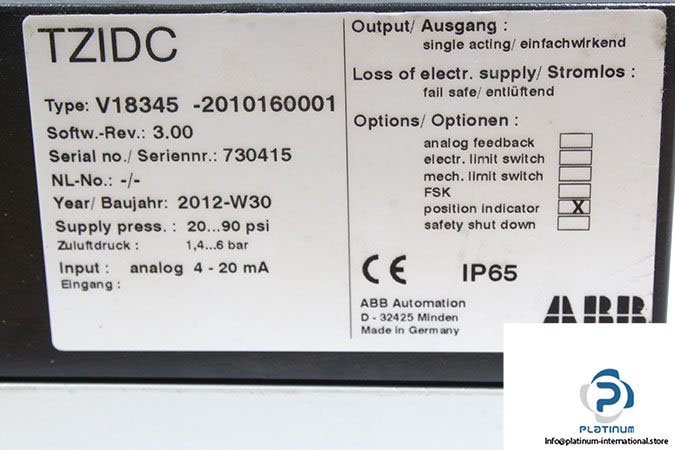 TZIDC
Type: V18345 -2010160001
Softw.-Rev.: 3.00
Serial no./ Seriennr.: 730415
NL-No.: -/-
Year/ Baujahr: 2012-W30
Supply press. : 20...90 psi
Zuluftdruck : 1,4...6 bar
Input : analog 4 - 20 mA
Eingang :
Output/ Ausgang :
single acting/ einfachwirkend
Loss of electr. supply/ Stromlos :
fail safe/ entlüftend
Options/ Optionen :
analog feedback
electr. limit switch
mech. limit switch
FSK
position indicator X
safety shut down
CE IP65
ABB Automation
D - 32425 Minden
Made in Germany
ABB
PLATINUM
Info@platinum-international.store